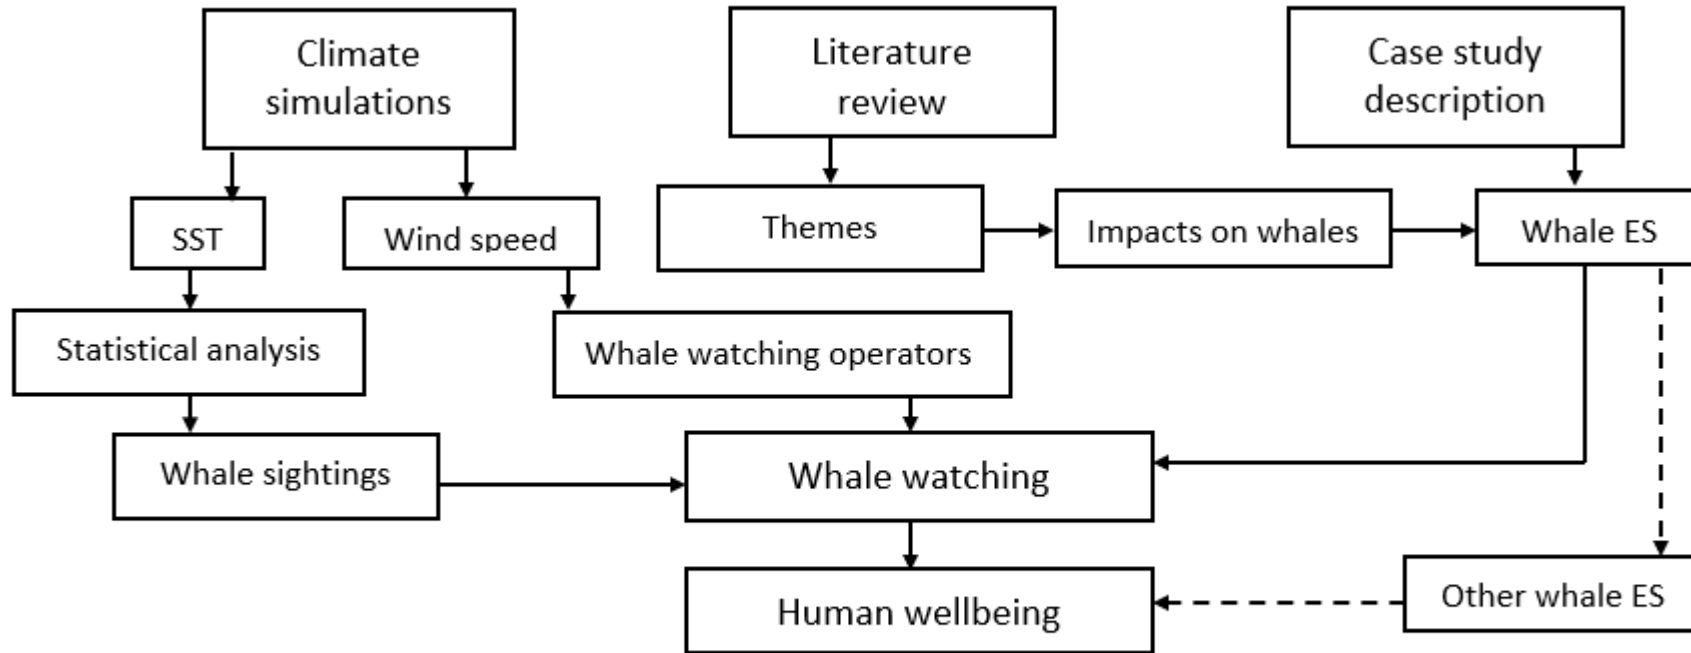 Climate
simulations
Literature
review
Case study
description
SST
Wind speed
Themes
Impacts on whales
Whale ES
Statistical analysis
Whale watching operators
Whale sightings
Whale watching
Other whale ES
Human wellbeing